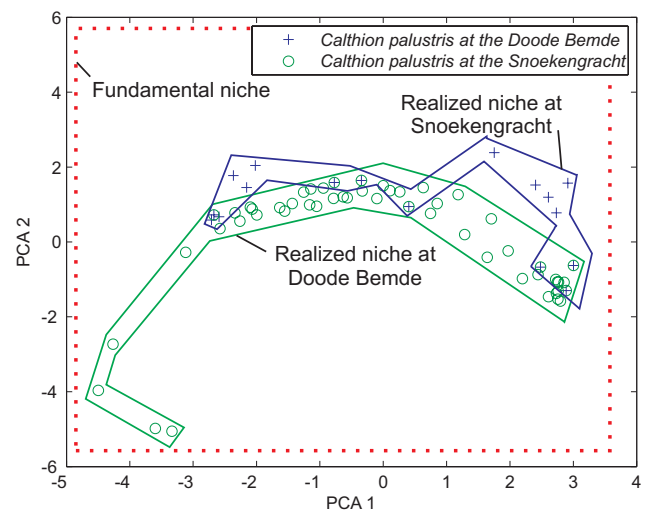 6
4
2
0
-2
-4
-6
PCA 2
+ Calthion palustris at the Doode Bemde
○ Calthion palustris at the Snoekengracht
Fundamental niche
Realized niche at
Snoekengracht
Realized niche at
Doode Bemde
-5 -4 -3 -2 -1 0 1 2 3 4
PCA 1